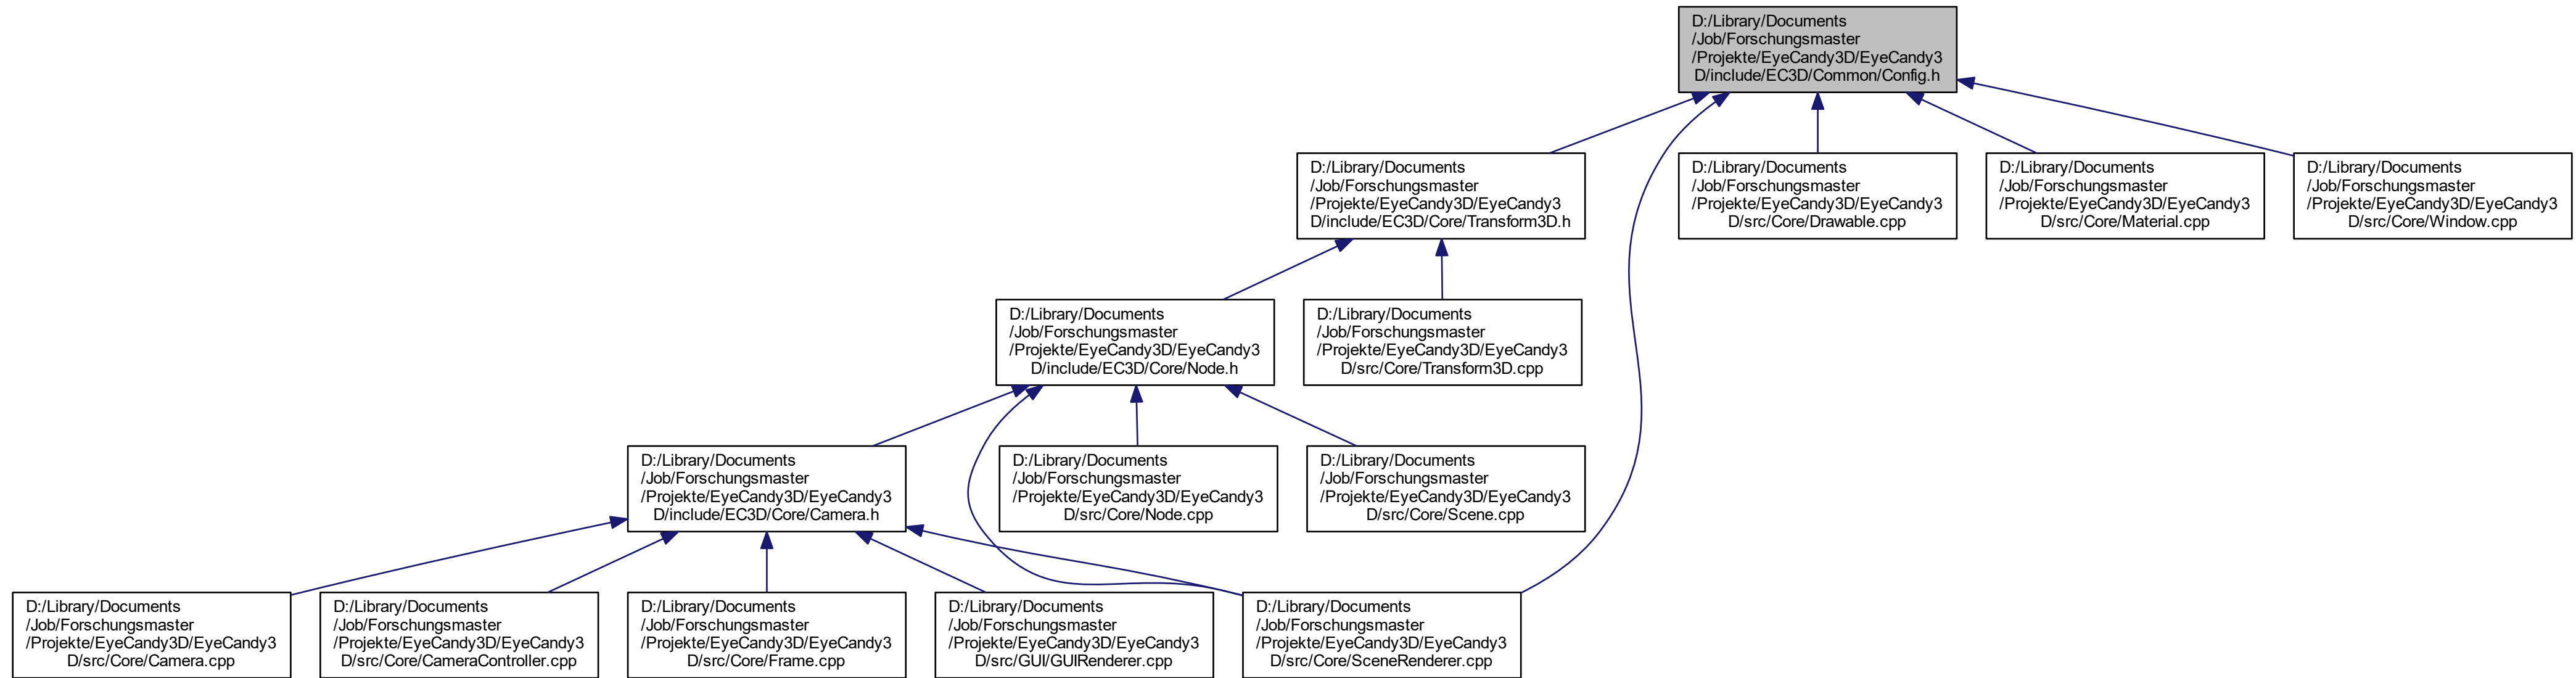 D:/Library/Documents
/Job/Forschungsmaster
/Projekte/EyeCandy3D/EyeCandy3
D/include/EC3D/Common/Config.h
D:/Library/Documents
/Job/Forschungsmaster
/Projekte/EyeCandy3D/EyeCandy3
D/include/EC3D/Core/Transform3D.h
D:/Library/Documents
/Job/Forschungsmaster
/Projekte/EyeCandy3D/EyeCandy3
D/src/Core/Drawable.cpp
D:/Library/Documents
/Job/Forschungsmaster
/Projekte/EyeCandy3D/EyeCandy3
D/src/Core/Material.cpp
D:/Library/Documents
/Job/Forschungsmaster
/Projekte/EyeCandy3D/EyeCandy3
D/src/Core/Window.cpp
D:/Library/Documents
/Job/Forschungsmaster
/Projekte/EyeCandy3D/EyeCandy3
D/include/EC3D/Core/Node.h
D:/Library/Documents
/Job/Forschungsmaster
/Projekte/EyeCandy3D/EyeCandy3
D/src/Core/Transform3D.cpp
D:/Library/Documents
/Job/Forschungsmaster
/Projekte/EyeCandy3D/EyeCandy3
D/include/EC3D/Core/Camera.h
D:/Library/Documents
/Job/Forschungsmaster
/Projekte/EyeCandy3D/EyeCandy3
D/src/Core/Node.cpp
D:/Library/Documents
/Job/Forschungsmaster
/Projekte/EyeCandy3D/EyeCandy3
D/src/Core/Scene.cpp
D:/Library/Documents
/Job/Forschungsmaster
/Projekte/EyeCandy3D/EyeCandy3
D/src/Core/Camera.cpp
D:/Library/Documents
/Job/Forschungsmaster
/Projekte/EyeCandy3D/EyeCandy3
D/src/Core/CameraController.cpp
D:/Library/Documents
/Job/Forschungsmaster
/Projekte/EyeCandy3D/EyeCandy3
D/src/Core/Frame.cpp
D:/Library/Documents
/Job/Forschungsmaster
/Projekte/EyeCandy3D/EyeCandy3
D/src/GUI/GUIRenderer.cpp
D:/Library/Documents
/Job/Forschungsmaster
/Projekte/EyeCandy3D/EyeCandy3
D/src/Core/SceneRenderer.cpp